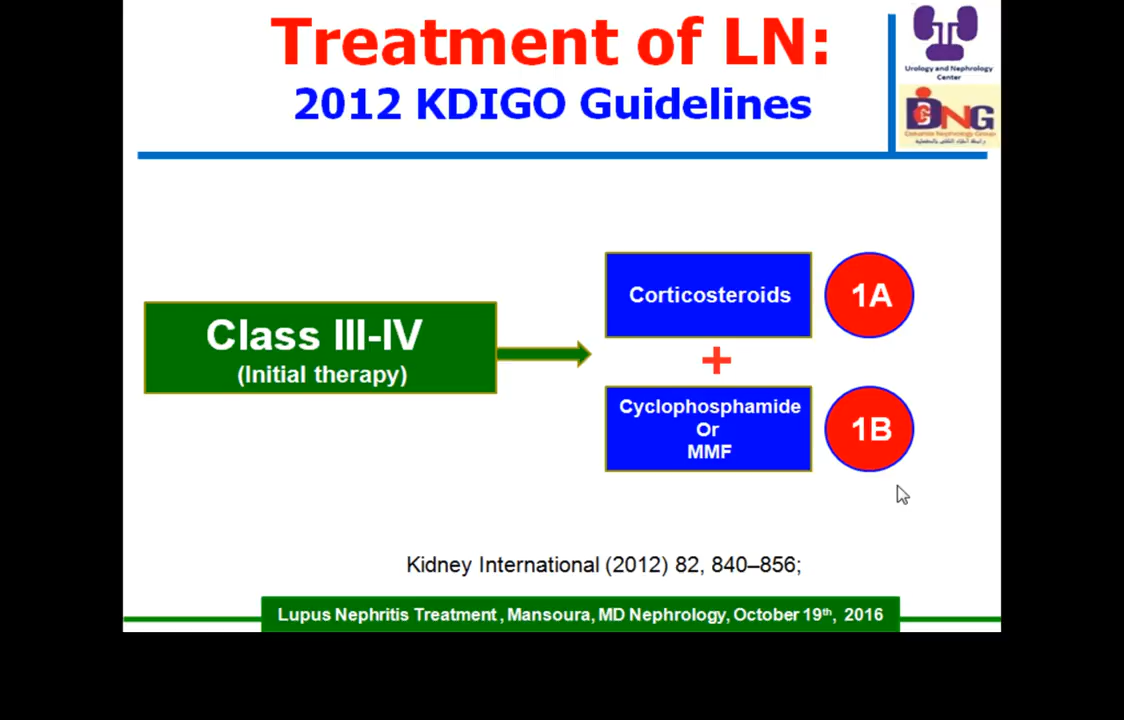 Treatment of LN:
2012 KDIGO Guidelines
Urology and Nephrology
Center
DNG
Class III-IV
(Initial therapy)
Corticosteroids
1A
+
Cyclophosphamide
Or
MMF
1B
Kidney International (2012) 82, 840–856;
Lupus Nephritis Treatment, Mansoura, MD Nephrology, October 19th, 2016